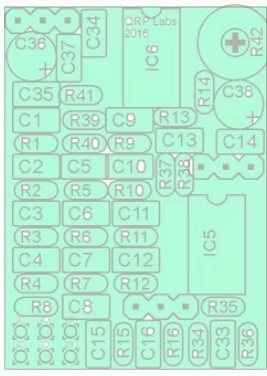 C36
C37
C34
QRP Labs
2016
IC6
R42
C35
R41
R14
C38
C1
R39
C9
R13
R1
R40
R9
C13
C14
C2
C5
C10
R37
R38
R2
R5
R10
C3
C6
C11
R3
R6
R11
IC5
C4
C7
C12
R4
R7
R12
R8
C8
R35
C15
R15
C16
R16
R34
C33
R36